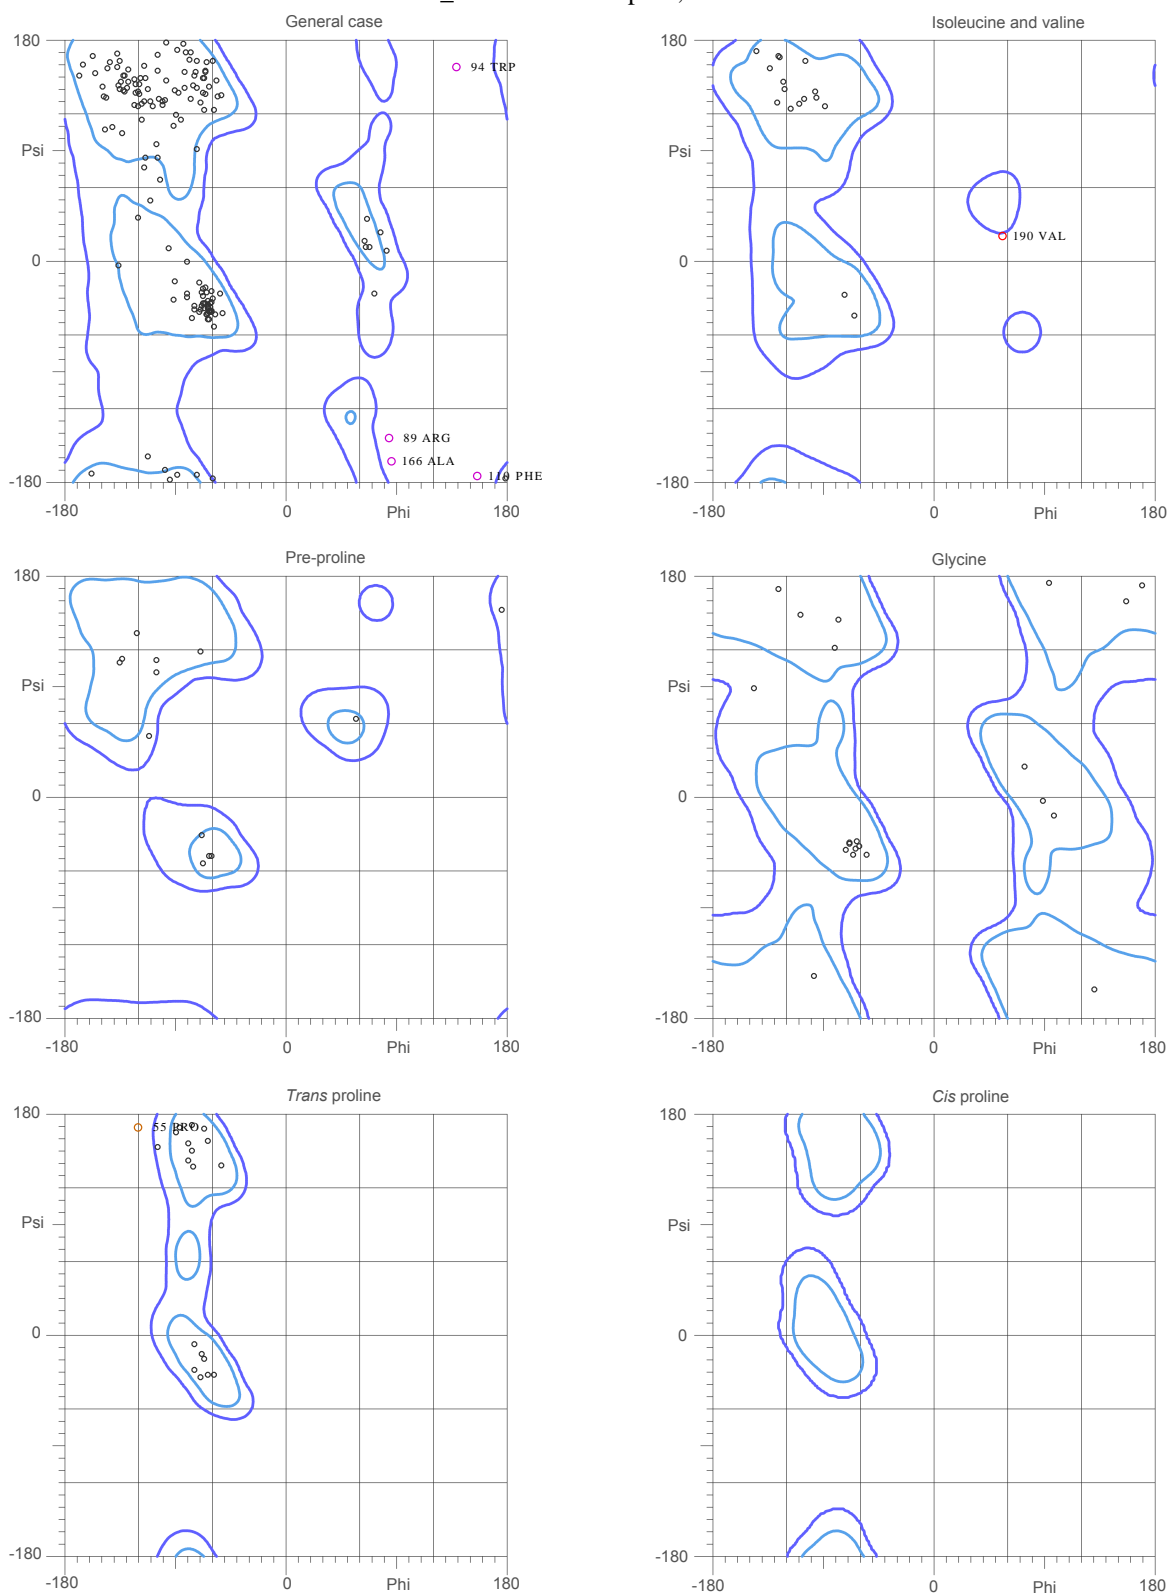 General case
180
Psi
0
-180
-180
0
Phi
180
94 TRP
89 ARG
166 ALA
110 PHE
Isoleucine and valine
180
Psi
0
-180
-180
0
Phi
180
190 VAL
Pre-proline
180
Psi
0
-180
-180
0
Phi
180
Glycine
180
Psi
0
-180
-180
0
Phi
180
Trans proline
180
Psi
0
-180
-180
0
Phi
180
55 PRO
Cis proline
180
Psi
0
-180
-180
0
Phi
180